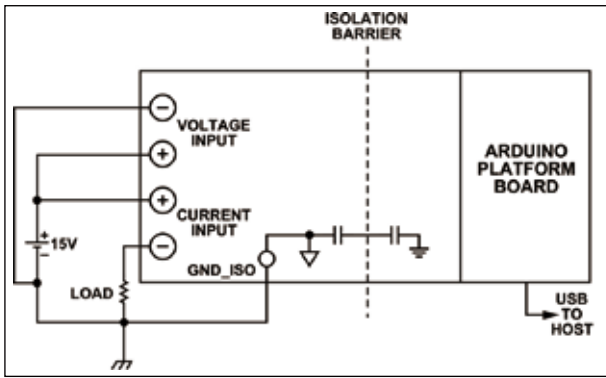 ISOLATION
BARRIER
−
VOLTAGE
INPUT
+
+
CURRENT
INPUT
−
ARDUINO
PLATFORM
BOARD
+
15V
−
GND_ISO
LOAD
USB
TO
HOST